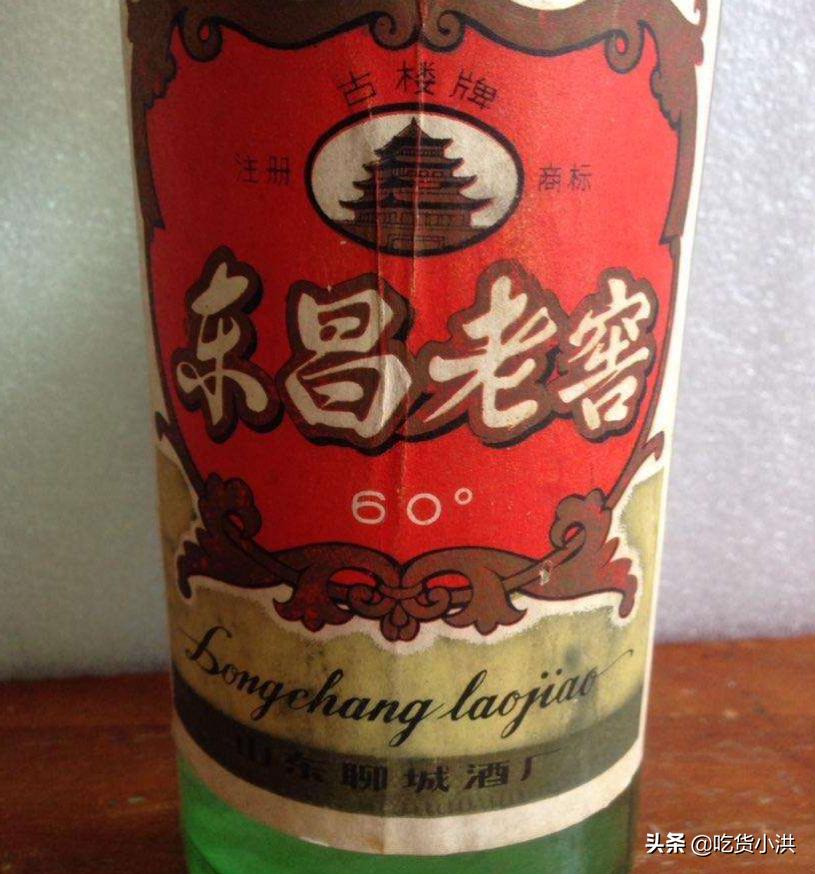 古楼牌
注册 商标
东昌老窖
60°
Dongchang laojiao
山东聊城酒厂
头条 @吃货小洪